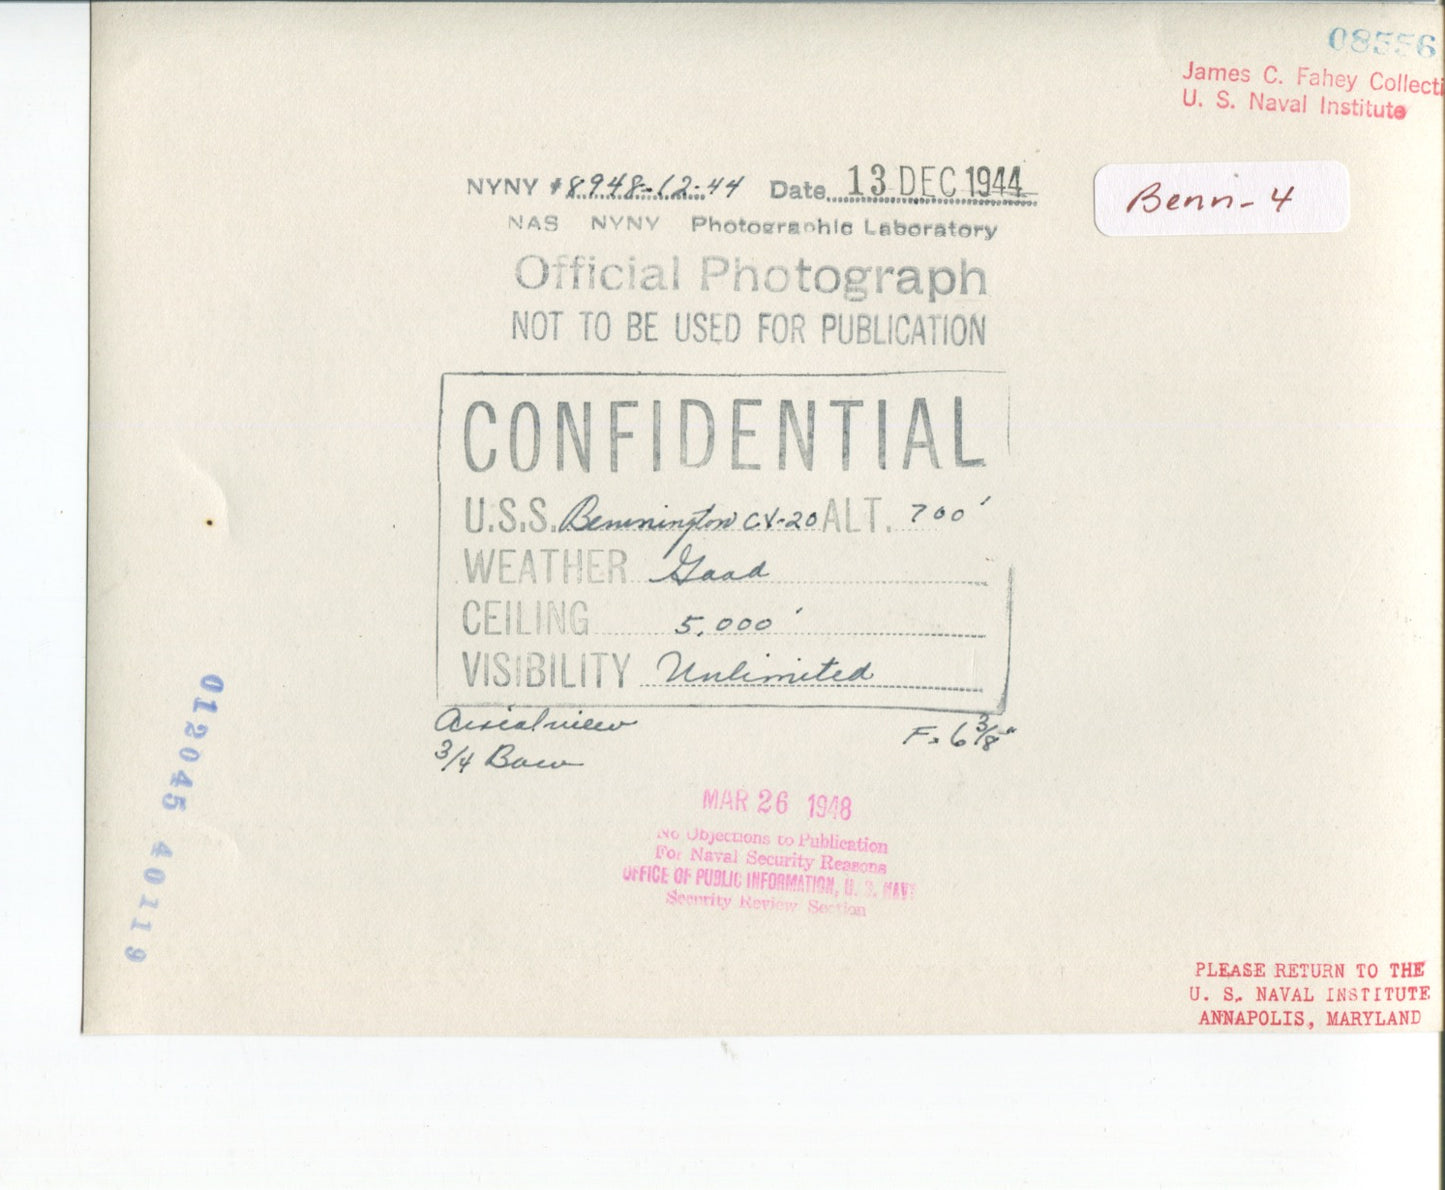 08556
James C. Fahey Collecti
U. S. Naval Institute
NYNY #8948-12-44 Date 13 DEC 1944
Benn-4
NAS NYNY Photographic Laboratory
Official Photograph
NOT TO BE USED FOR PUBLICATION
CONFIDENTIAL
U.S.S. Bennington CV-20 ALT. 700'
WEATHER Good
CEILING 5,000'
VISIBILITY Unlimited
Aerial view F. 6 3/8"
3/4 Bow
012045 40119
MAR 26 1948
No Objections to Publication
For Naval Security Reasons
OFFICE OF PUBLIC INFORMATION, U. S. NAVY
Security Review Section
PLEASE RETURN TO THE
U. S. NAVAL INSTITUTE
ANNAPOLIS, MARYLAND